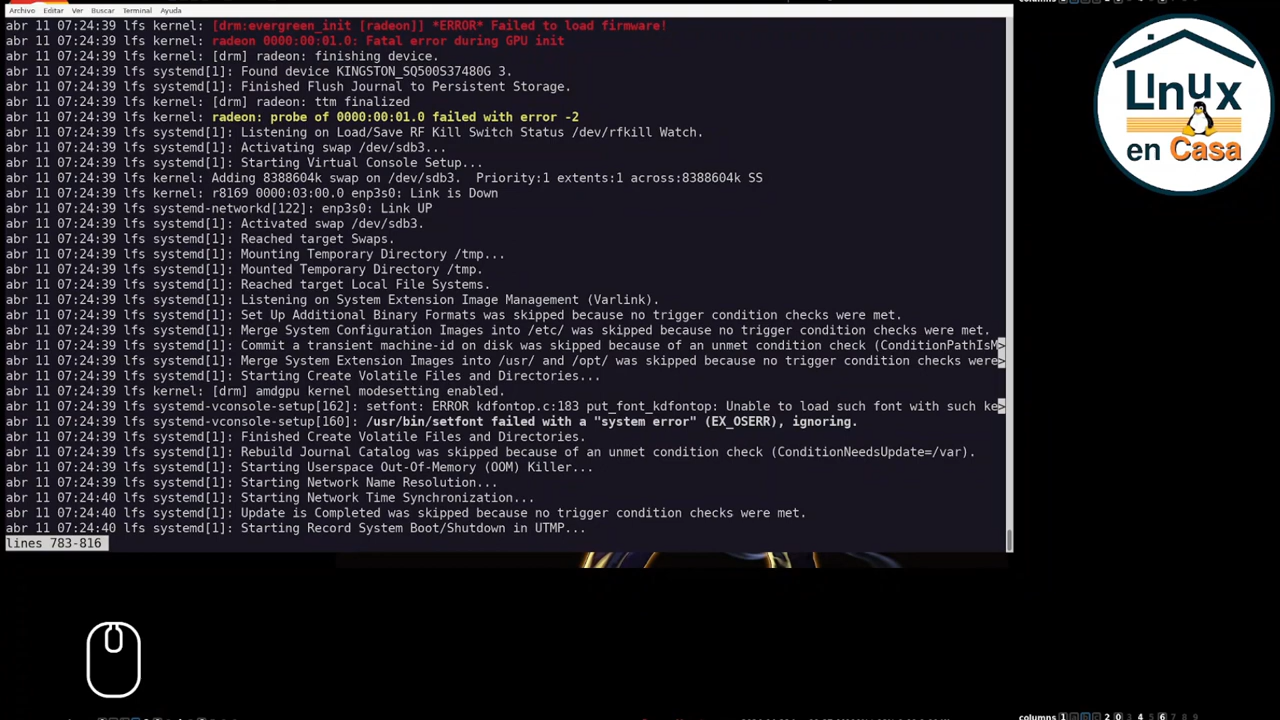 Archivo Editar Ver Buscar Terminal Ayuda
abr 11 07:24:39 lfs kernel: [drm:evergreen_init [radeon]] *ERROR* Failed to load firmware!
abr 11 07:24:39 lfs kernel: radeon 0000:00:01.0: Fatal error during GPU init
abr 11 07:24:39 lfs kernel: [drm] radeon: finishing device.
abr 11 07:24:39 lfs systemd[1]: Found device KINGSTON_SQ500S37480G 3.
abr 11 07:24:39 lfs systemd[1]: Finished Flush Journal to Persistent Storage.
abr 11 07:24:39 lfs kernel: [drm] radeon: ttm finalized
abr 11 07:24:39 lfs kernel: radeon: probe of 0000:00:01.0 failed with error -2
abr 11 07:24:39 lfs systemd[1]: Listening on Load/Save RF Kill Switch Status /dev/rfkill Watch.
abr 11 07:24:39 lfs systemd[1]: Activating swap /dev/sdb3...
abr 11 07:24:39 lfs systemd[1]: Starting Virtual Console Setup...
abr 11 07:24:39 lfs kernel: Adding 8388604k swap on /dev/sdb3.  Priority:1 extents:1 across:8388604k SS
abr 11 07:24:39 lfs kernel: r8169 0000:03:00.0 enp3s0: Link is Down
abr 11 07:24:39 lfs systemd-networkd[122]: enp3s0: Link UP
abr 11 07:24:39 lfs systemd[1]: Activated swap /dev/sdb3.
abr 11 07:24:39 lfs systemd[1]: Reached target Swaps.
abr 11 07:24:39 lfs systemd[1]: Mounting Temporary Directory /tmp...
abr 11 07:24:39 lfs systemd[1]: Mounted Temporary Directory /tmp.
abr 11 07:24:39 lfs systemd[1]: Reached target Local File Systems.
abr 11 07:24:39 lfs systemd[1]: Listening on System Extension Image Management (Varlink).
abr 11 07:24:39 lfs systemd[1]: Set Up Additional Binary Formats was skipped because no trigger condition checks were met.
abr 11 07:24:39 lfs systemd[1]: Merge System Configuration Images into /etc/ was skipped because no trigger condition checks were met.
abr 11 07:24:39 lfs systemd[1]: Commit a transient machine-id on disk was skipped because of an unmet condition check (ConditionPathIsM>
abr 11 07:24:39 lfs systemd[1]: Merge System Extension Images into /usr/ and /opt/ was skipped because no trigger condition checks were>
abr 11 07:24:39 lfs systemd[1]: Starting Create Volatile Files and Directories...
abr 11 07:24:39 lfs kernel: [drm] amdgpu kernel modesetting enabled.
abr 11 07:24:39 lfs systemd-vconsole-setup[162]: setfont: ERROR kdfontop.c:183 put_font_kdfontop: Unable to load such font with such ke>
abr 11 07:24:39 lfs systemd-vconsole-setup[160]: /usr/bin/setfont failed with a "system error" (EX_OSERR), ignoring.
abr 11 07:24:39 lfs systemd[1]: Finished Create Volatile Files and Directories.
abr 11 07:24:39 lfs systemd[1]: Rebuild Journal Catalog was skipped because of an unmet condition check (ConditionNeedsUpdate=/var).
abr 11 07:24:39 lfs systemd[1]: Starting Userspace Out-Of-Memory (OOM) Killer...
abr 11 07:24:39 lfs systemd[1]: Starting Network Name Resolution...
abr 11 07:24:40 lfs systemd[1]: Starting Network Time Synchronization...
abr 11 07:24:40 lfs systemd[1]: Update is Completed was skipped because no trigger condition checks were met.
abr 11 07:24:40 lfs systemd[1]: Starting Record System Boot/Shutdown in UTMP...
lines 783-816
Linux
en Casa
columns